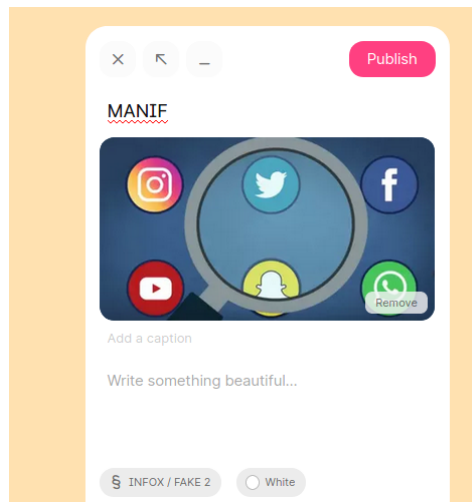 Publish
MANIF
Remove
Add a caption
Write something beautiful...
§ INFOX / FAKE 2
White